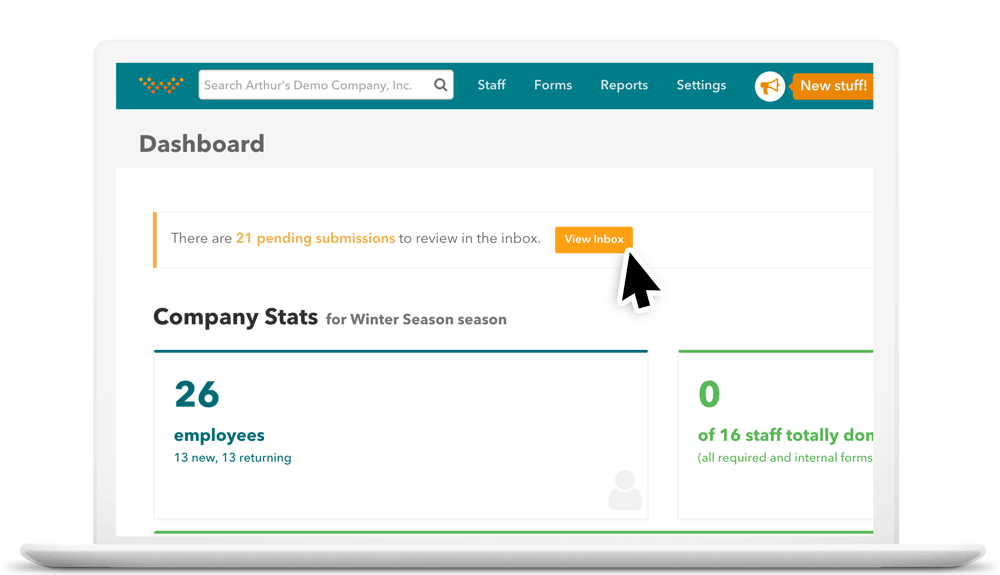 Search Arthur's Demo Company, Inc.
Staff
Forms
Reports
Settings
New stuff!
Dashboard
There are 21 pending submissions to review in the inbox.
View Inbox
Company Stats for Winter Season season
26
employees
13 new, 13 returning
0
of 16 staff totally don
(all required and internal forms